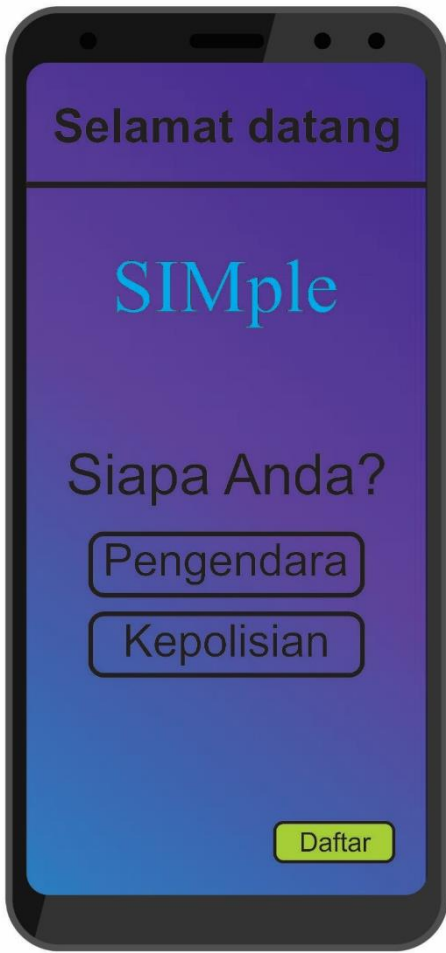 Selamat datang
SIMple
Siapa Anda?
Pengendara
Kepolisian
Daftar